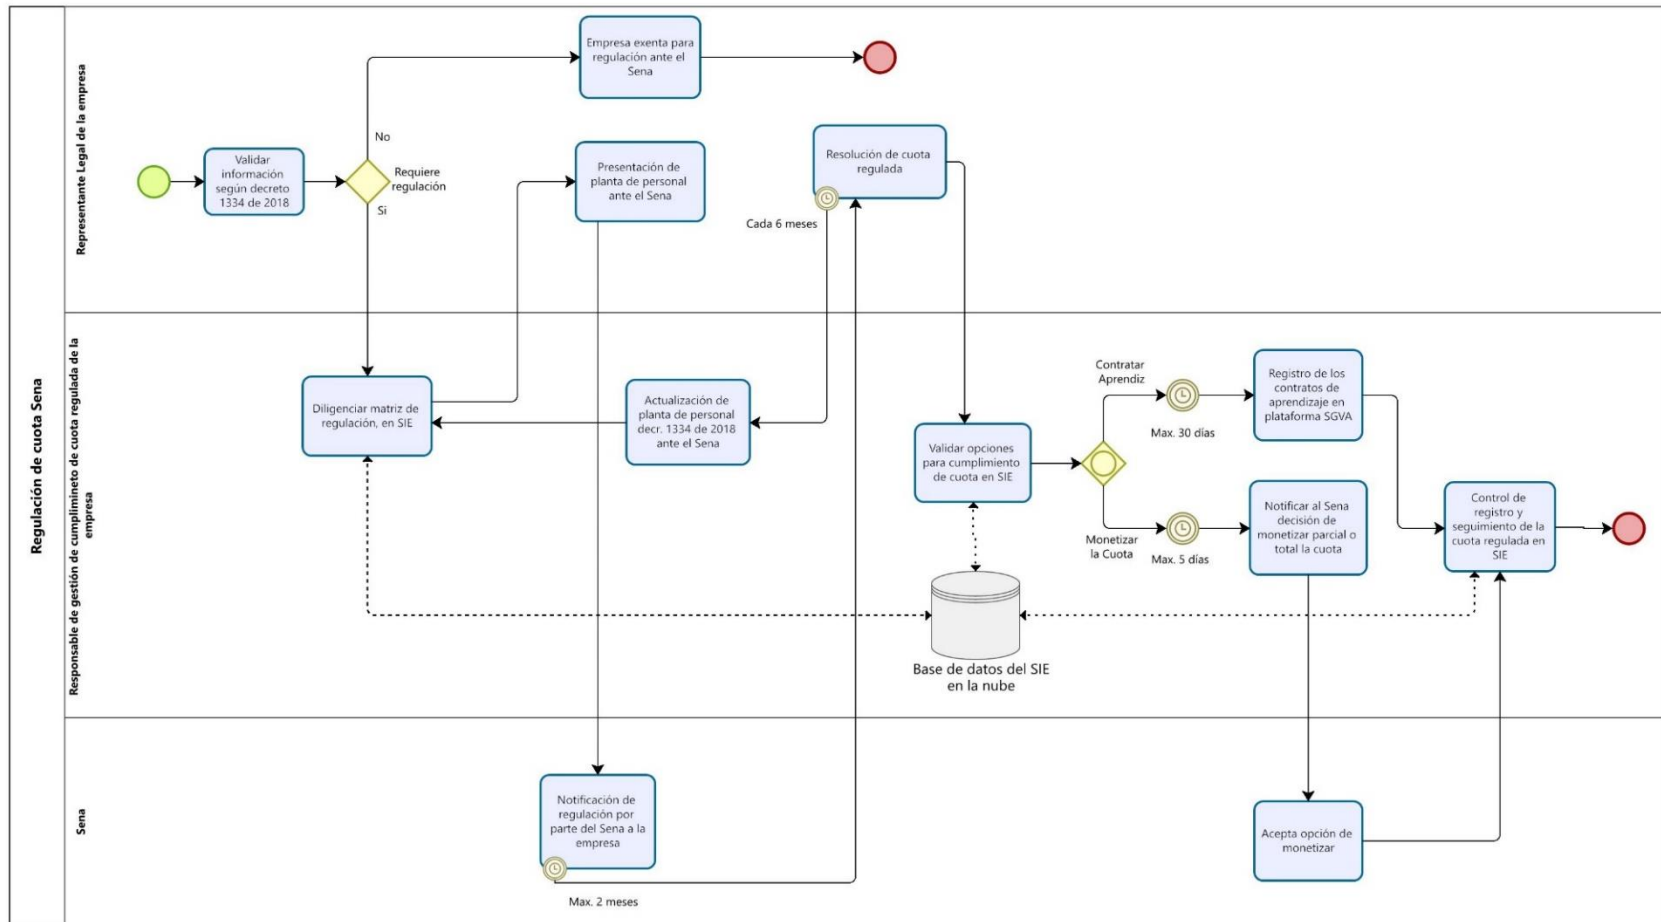 Regulación de cuota Sena
Representante Legal de la empresa
Empresa exenta para
regulación ante el
Sena
No
Requiere
regulación
Si
Validar
información
según decreto
1334 de 2018
Presentación de
planta de personal
ante el Sena
Resolución de cuota
regulada
Cada 6 meses
Responsable de gestión de cumplimineto de cuota regulada de la
empresa
Diligenciar matriz de
regulación, en SIE
Actualización de
planta de personal
decr. 1334 de 2018
ante el Sena
Validar opciones
para cumplimiento
de cuota en SIE
Contratar
Aprendiz
Max. 30 días
Registro de los
contratos de
aprendizaje en
plataforma SGVA
Monetizar
la Cuota
Max. 5 días
Notificar al Sena
decisión de
monetizar parcial o
total la cuota
Control de
registro y
seguimiento de la
cuota regulada en
SIE
Base de datos del SIE
en la nube
Sena
Notificación de
regulación por
parte del Sena a la
empresa
Max. 2 meses
Acepta opción de
monetizar